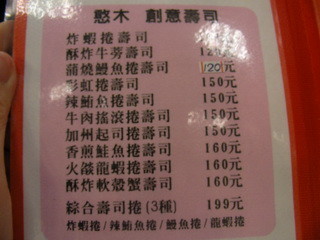 憨木 創意壽司
炸蝦捲壽司
酥炸牛蒡壽司 120元
蒲燒鰻魚捲壽司 120元
彩虹捲壽司 150元
辣鮪魚捲壽司 150元
牛肉搖滾捲壽司 150元
加州起司捲壽司 150元
香煎鮭魚捲壽司 160元
火燄龍蝦捲壽司 160元
酥炸軟殼蟹壽司 160元
綜合壽司捲(3種) 199元
炸蝦捲/辣鮪魚捲/鰻魚捲/龍蝦捲